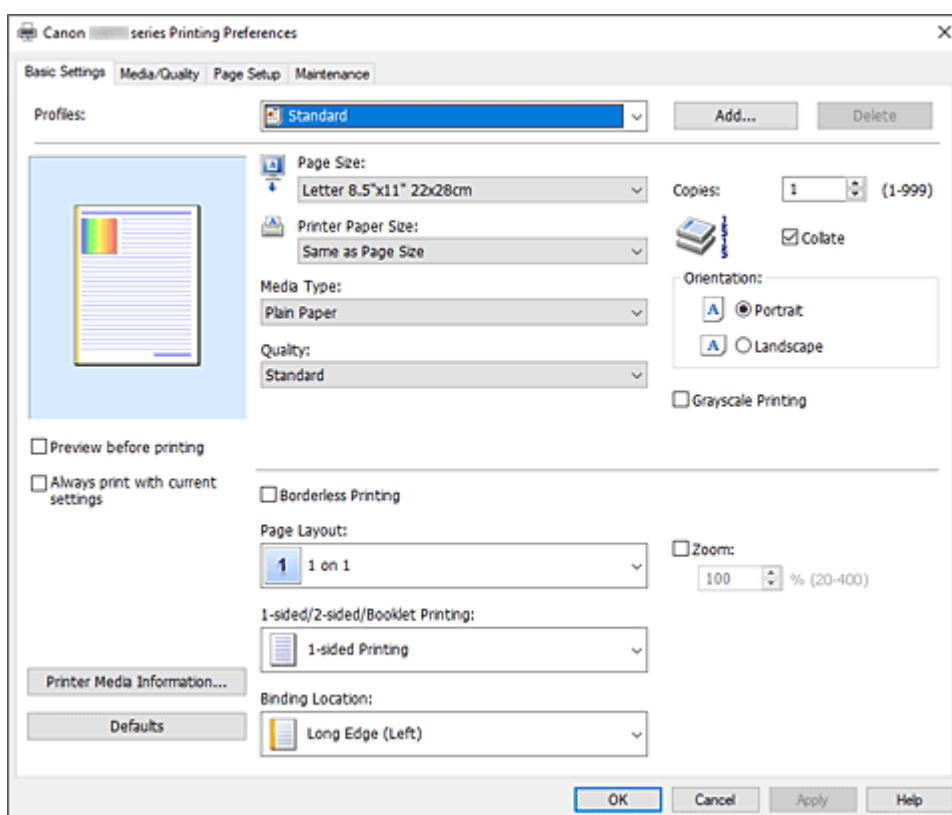 Canon series Printing Preferences
Basic Settings Media/Quality Page Setup Maintenance
Profiles: Standard Add... Delete
Page Size:
Letter 8.5"x11" 22x28cm
Copies: 1 (1-999)
Printer Paper Size:
Same as Page Size
Collate
Media Type:
Plain Paper
Orientation:
Portrait
Landscape
Quality:
Standard
Grayscale Printing
Preview before printing
Always print with current
settings
Borderless Printing
Page Layout:
1 1 on 1
Zoom:
100 % (20-400)
1-sided/2-sided/Booklet Printing:
1-sided Printing
Printer Media Information...
Binding Location:
Defaults
Long Edge (Left)
OK Cancel Apply Help